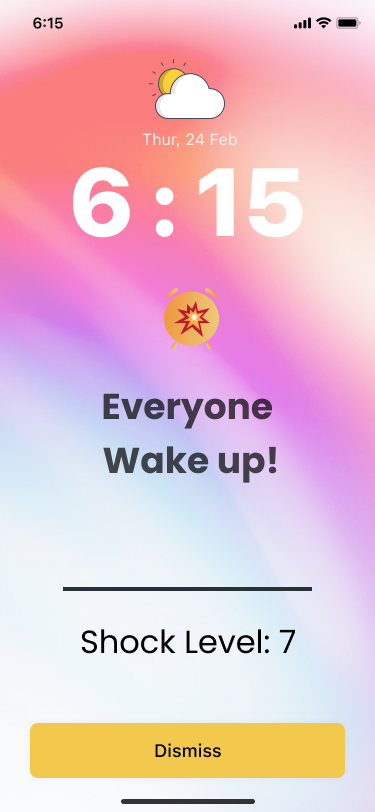 6:15
Thur, 24 Feb
6:15
Everyone
Wake up!
Shock Level: 7
Dismiss